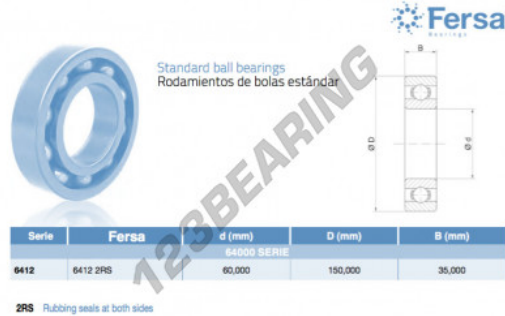 Fersa
Bearings
Standard ball bearings
Rodamientos de bolas estándar
B
Ø D
Ø d
123BEARING
Serie Fersa d (mm) D (mm) B (mm)
64000 SERIE
6412 6412 2RS 60,000 150,000 35,000
2RS Rubbing seals at both sides